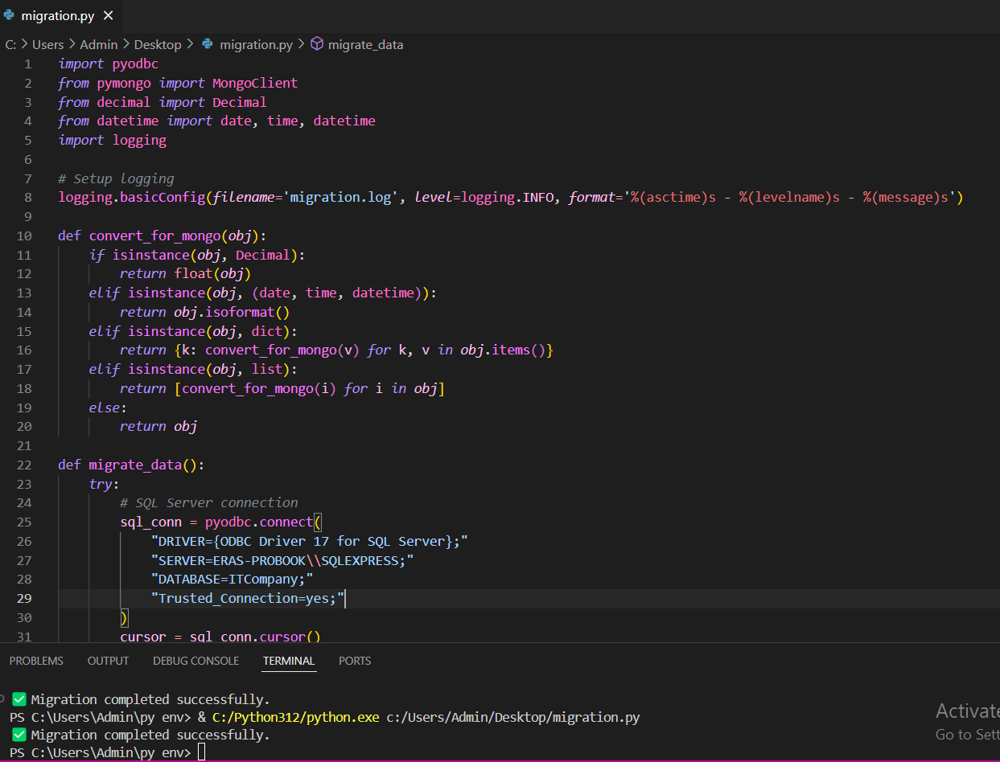 migration.py
C: > Users > Admin > Desktop > migration.py > migrate_data
1 import pyodbc
2 from pymongo import MongoClient
3 from decimal import Decimal
4 from datetime import date, time, datetime
5 import logging
6
7 # Setup logging
8 logging.basicConfig(filename='migration.log', level=logging.INFO, format='%(asctime)s - %(levelname)s - %(message)s')
9
10 def convert_for_mongo(obj):
11     if isinstance(obj, Decimal):
12         return float(obj)
13     elif isinstance(obj, (date, time, datetime)):
14         return obj.isoformat()
15     elif isinstance(obj, dict):
16         return {k: convert_for_mongo(v) for k, v in obj.items()}
17     elif isinstance(obj, list):
18         return [convert_for_mongo(i) for i in obj]
19     else:
20         return obj
21
22 def migrate_data():
23     try:
24         # SQL Server connection
25         sql_conn = pyodbc.connect(
26             "DRIVER={ODBC Driver 17 for SQL Server};"
27             "SERVER=ERAS-PROBOOK\\SQLEXPRESS;"
28             "DATABASE=ITCompany;"
29             "Trusted_Connection=yes;"
30         )
31         cursor = sql_conn.cursor()
PROBLEMS OUTPUT DEBUG CONSOLE TERMINAL PORTS
✅ Migration completed successfully.
PS C:\Users\Admin\py env> & C:/Python312/python.exe c:/Users/Admin/Desktop/migration.py
✅ Migration completed successfully.
PS C:\Users\Admin\py env>
Activate
Go to Sett